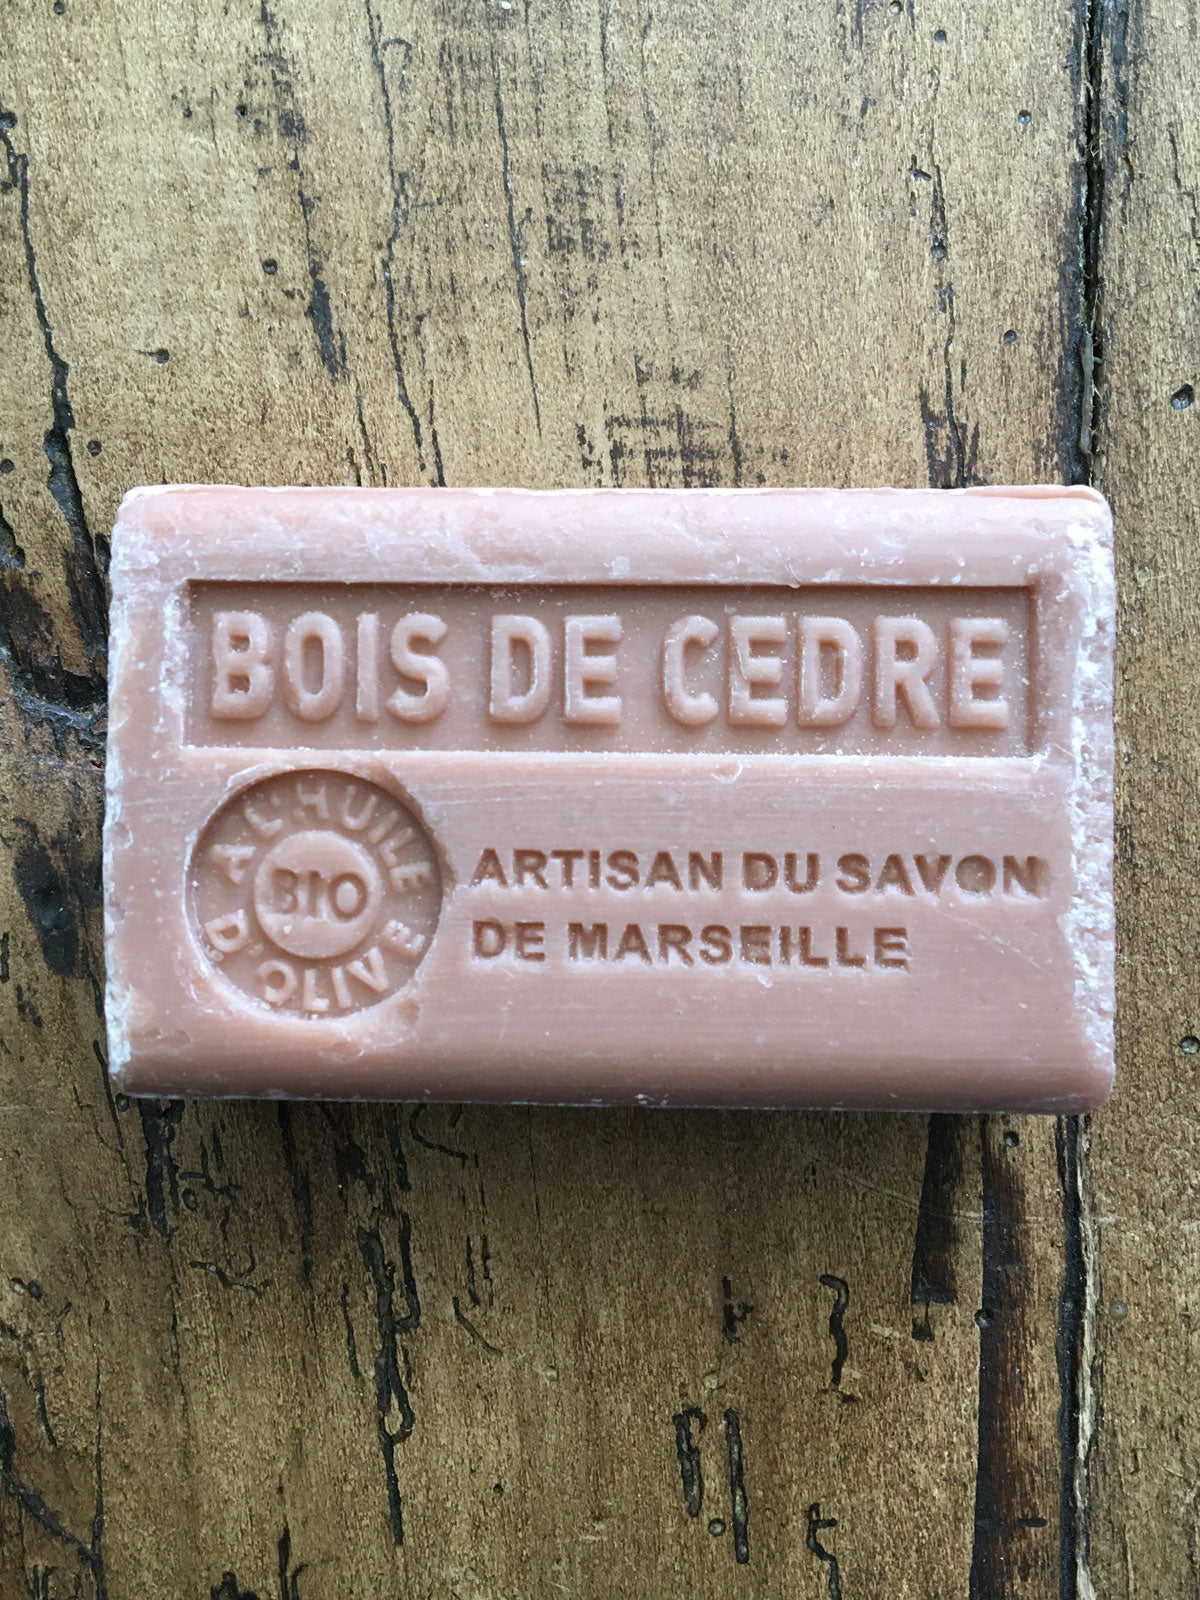 BOIS DE CEDRE
A L'HUILE D'OLIVE
BIO
ARTISAN DU SAVON
DE MARSEILLE